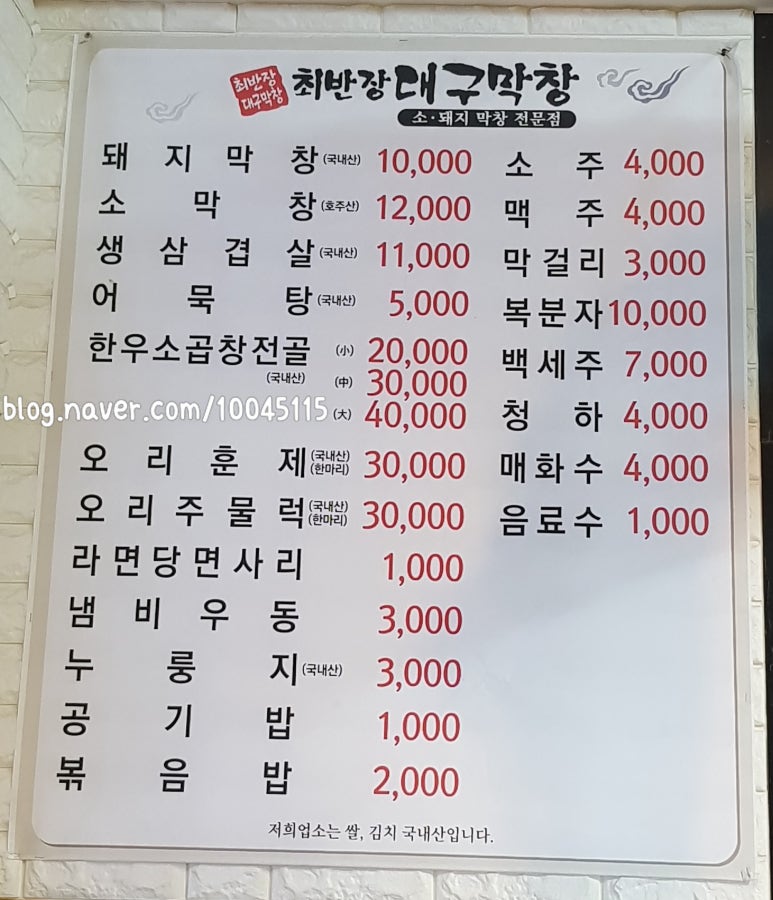 최반장
대구막창
최반장 대구막창
소·돼지 막창 전문점
돼지막창(국내산) 10,000
소막창(호주산) 12,000
생삼겹살(국내산) 11,000
어묵탕(국내산) 5,000
한우소곱창전골 (小) 20,000
(국내산) (中) 30,000
(大) 40,000
오리훈제(국내산)(한마리) 30,000
오리주물럭(국내산)(한마리) 30,000
라면당면사리 1,000
냄비우동 3,000
누룽지(국내산) 3,000
공기밥 1,000
볶음밥 2,000
소주 4,000
맥주 4,000
막걸리 3,000
복분자 10,000
백세주 7,000
청하 4,000
매화수 4,000
음료수 1,000
저희업소는 쌀, 김치 국내산입니다.
blog.naver.com/10045115